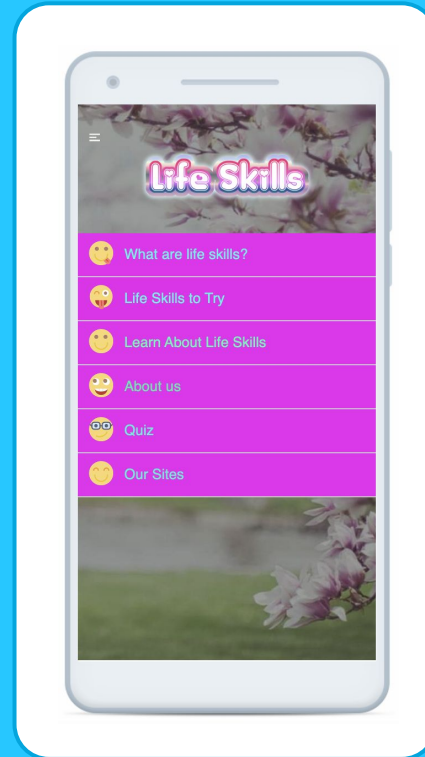 Life Skills
What are life skills?
Life Skills to Try
Learn About Life Skills
About us
Quiz
Our Sites